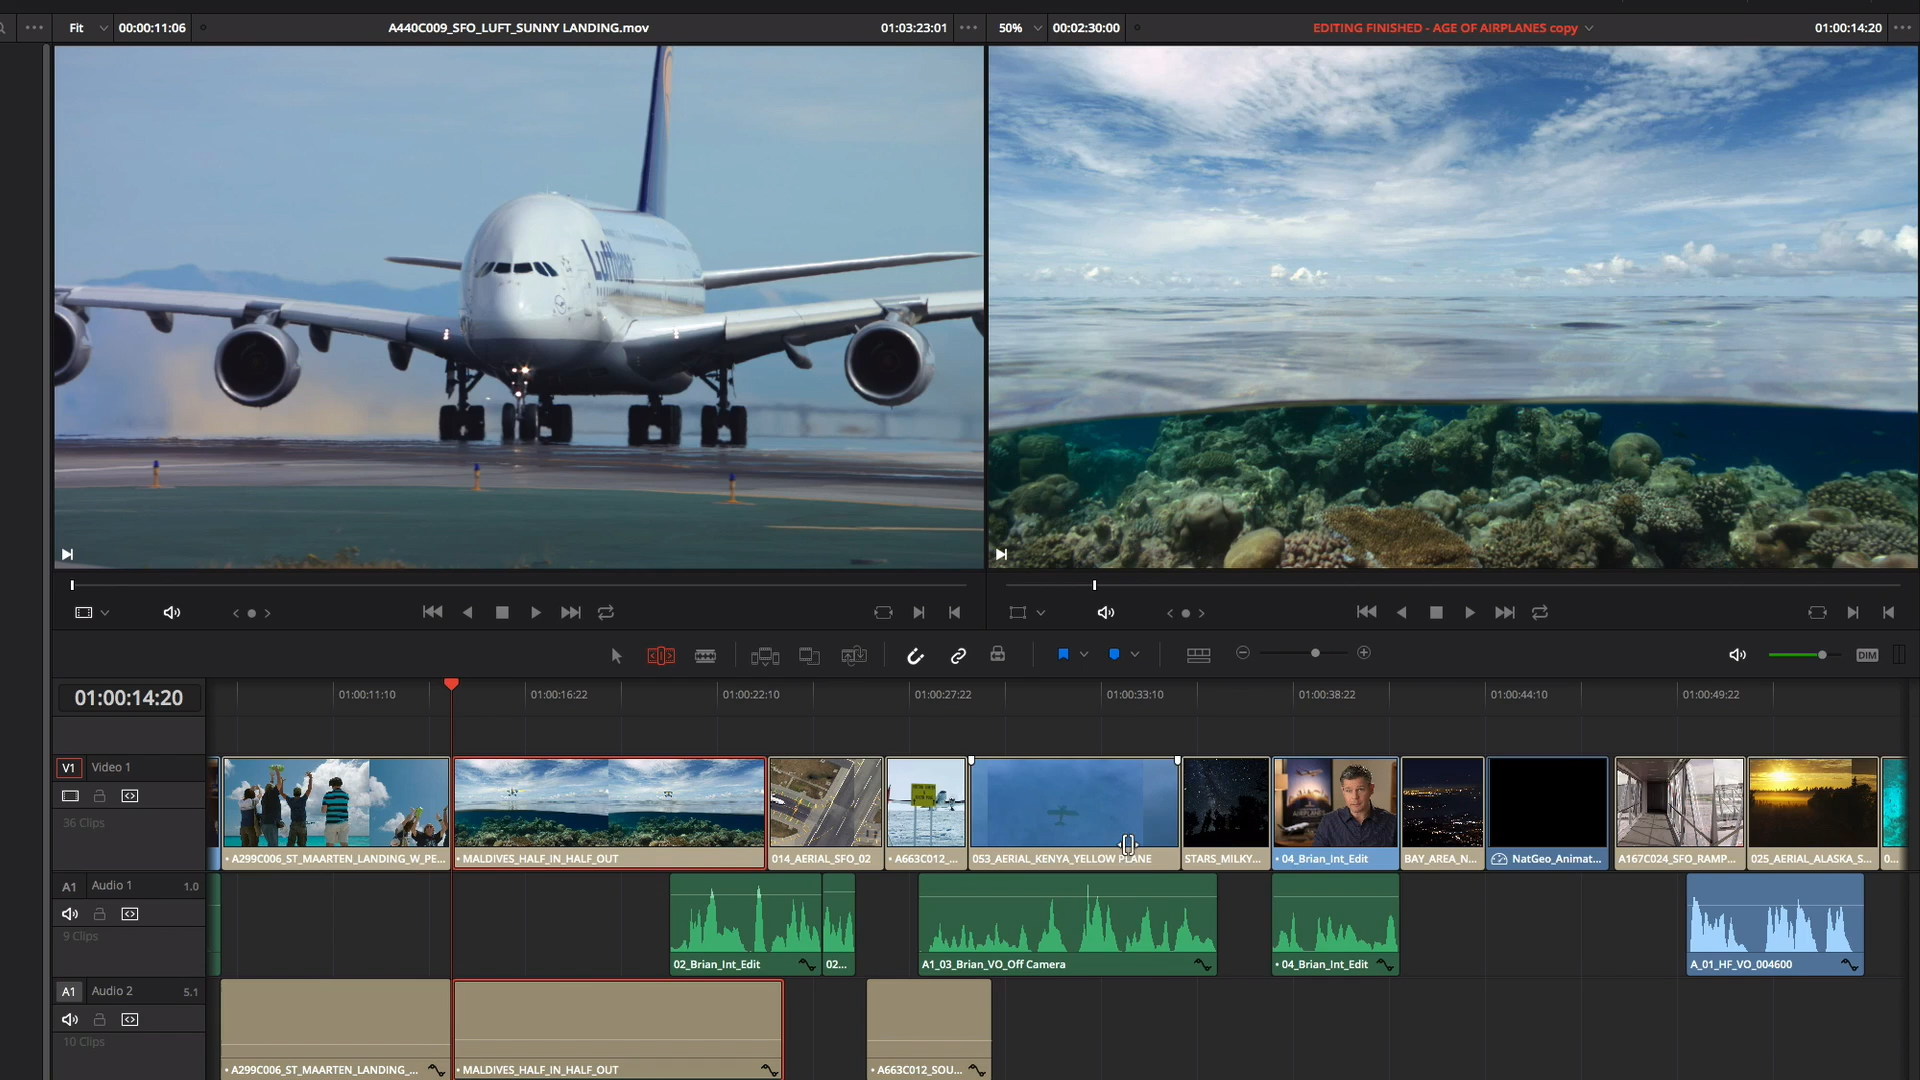 Fit 00:00:11:06 A440C009_SFO_LUFT_SUNNY LANDING.mov 01:03:23:01
50% 00:02:30:00 EDITING FINISHED - AGE OF AIRPLANES copy 01:00:14:20
Lufthansa
DIM
01:00:14:20 01:00:11:10 01:00:16:22 01:00:22:10 01:00:27:22 01:00:33:10 01:00:38:22 01:00:44:10 01:00:49:22
V1 Video 1
36 Clips
• A299C006_ST_MAARTEN_LANDING_W_PE... • MALDIVES_HALF_IN_HALF_OUT 014_AERIAL_SFO_02 • A663C012_... 053_AERIAL_KENYA_YELLOW PLANE STARS_MILKY... • 04_Brian_Int_Edit BAY_AREA_N... NatGeo_Animat... A167C024_SFO_RAMP... 025_AERIAL_ALASKA_S... 0...
A1 Audio 1 1.0
9 Clips
02_Brian_Int_Edit 02... A1_03_Brian_VO_Off Camera • 04_Brian_Int_Edit A_01_HF_VO_004600
A1 Audio 2 5.1
10 Clips
• A299C006_ST_MAARTEN_LANDING_... • MALDIVES_HALF_IN_HALF_OUT • A663C012_SOU...